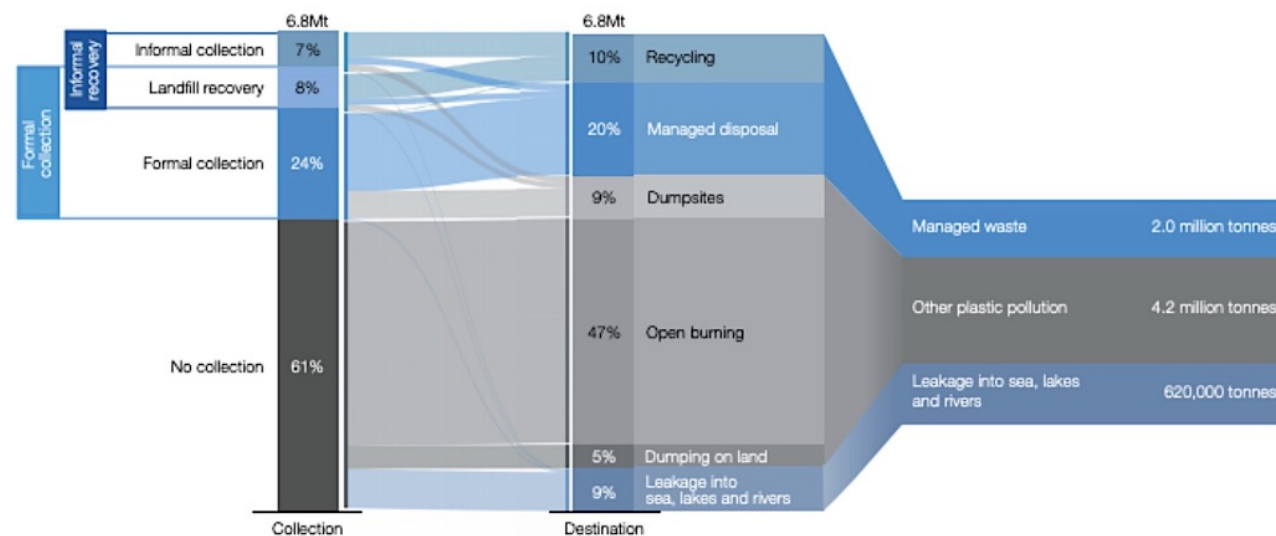 6.8Mt
6.8Mt
Informal
recovery
Formal
collection
Informal collection
7%
Landfill recovery
8%
Formal collection
24%
No collection
61%
10%
Recycling
20%
Managed disposal
9%
Dumpsites
47%
Open burning
5%
Dumping on land
9%
Leakage into
sea, lakes and rivers
Managed waste
2.0 million tonnes
Other plastic pollution
4.2 million tonnes
Leakage into sea, lakes
and rivers
620,000 tonnes
Collection
Destination